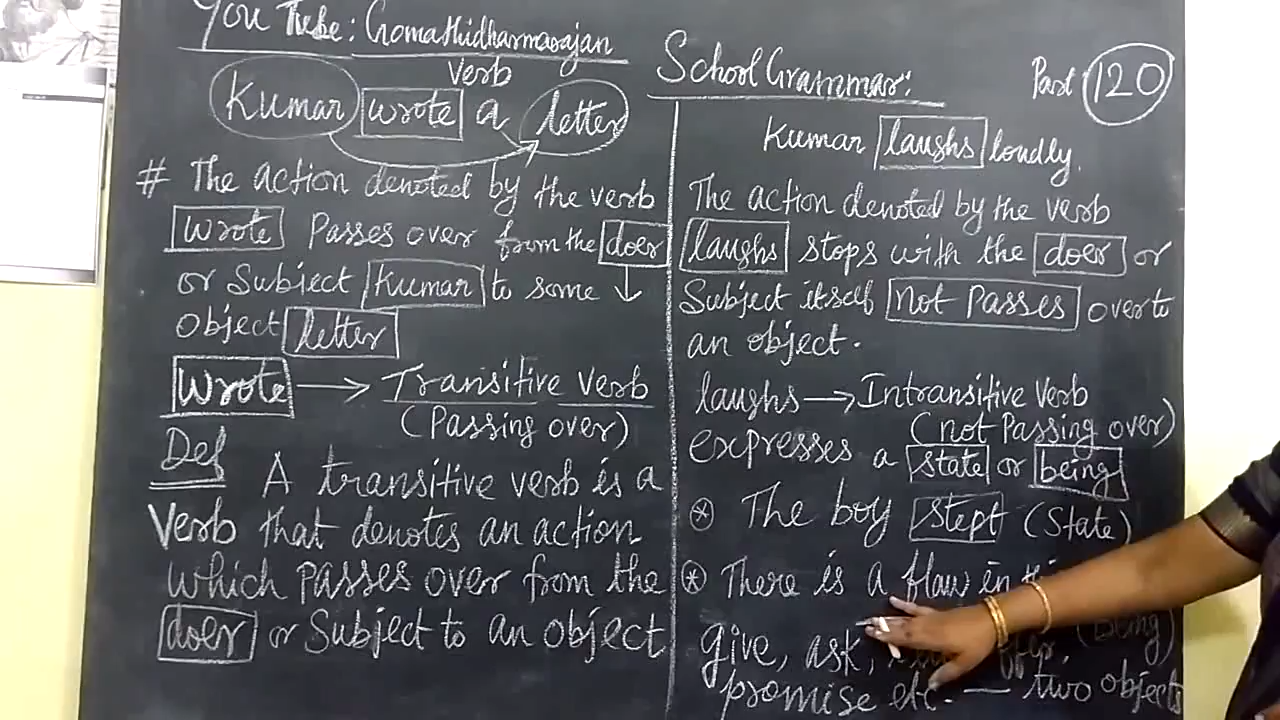 You Tube: Gomathidharmarajan
School Grammar:
Part 120
Verb
Kumar wrote a letter
# The action denoted by the verb
wrote Passes over from the doer
or Subject Kumar to some
object letter
Wrote → Transitive Verb
(Passing over)
Def
A transitive verb is a
Verb that denotes an action
which passes over from the
doer or Subject to an object
Kumar laughs loudly.
The action denoted by the verb
laughs stops with the doer or
Subject itself not Passes over to
an object.
laughs → Intransitive Verb
(not Passing over)
expresses a state or being
* The boy slept (State)
* There is a flaw in
(Being)
give, ask,
promise etc. — two objects